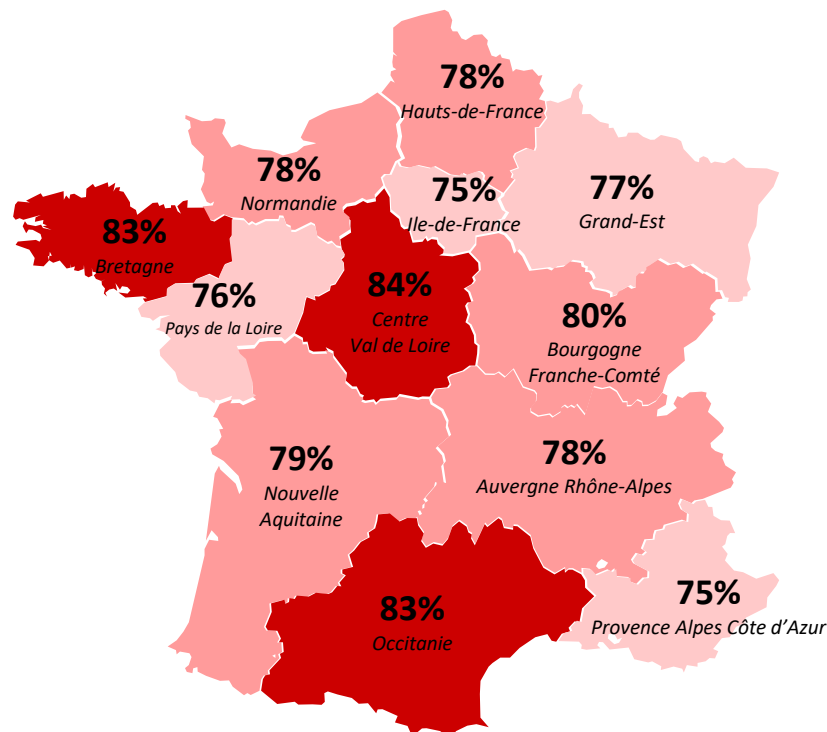 78%
Hauts-de-France
78%
Normandie
75%
Ile-de-France
77%
Grand-Est
83%
Bretagne
76%
Pays de la Loire
84%
Centre
Val de Loire
80%
Bourgogne
Franche-Comté
79%
Nouvelle
Aquitaine
78%
Auvergne Rhône-Alpes
83%
Occitanie
75%
Provence Alpes Côte d’Azur